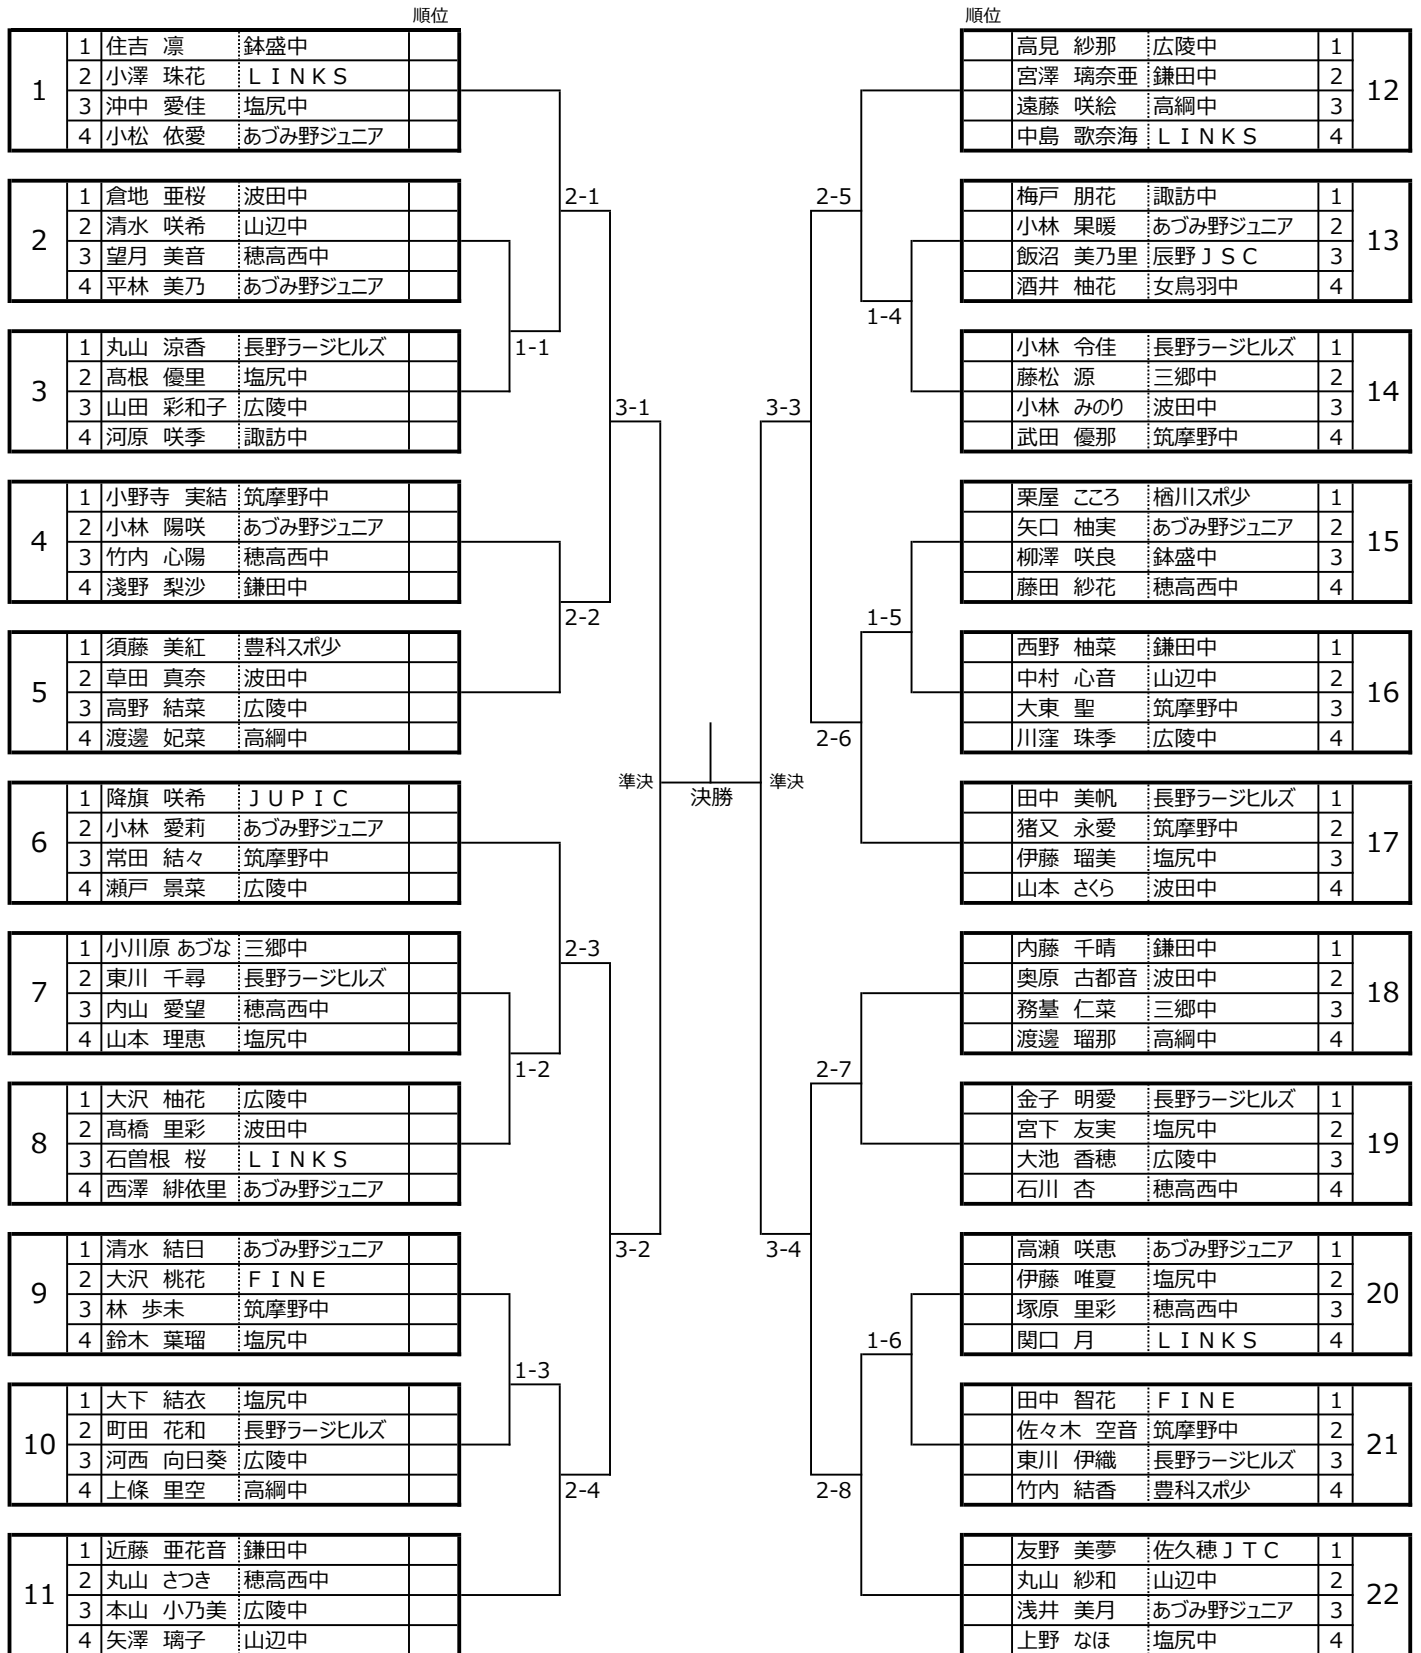 順位
1
1 住吉 凛 鉢盛中
2 小澤 珠花 ＬＩＮＫＳ
3 沖中 愛佳 塩尻中
4 小松 依愛 あづみ野ジュニア
2
1 倉地 亜桜 波田中
2 清水 咲希 山辺中
3 望月 美音 穂高西中
4 平林 美乃 あづみ野ジュニア
3
1 丸山 涼香 長野ラージヒルズ
2 髙根 優里 塩尻中
3 山田 彩和子 広陵中
4 河原 咲季 諏訪中
4
1 小野寺 実結 筑摩野中
2 小林 陽咲 あづみ野ジュニア
3 竹内 心陽 穂高西中
4 淺野 梨沙 鎌田中
5
1 須藤 美紅 豊科スポ少
2 草田 真奈 波田中
3 高野 結菜 広陵中
4 渡邊 妃菜 高綱中
6
1 降旗 咲希 ＪＵＰＩＣ
2 小林 愛莉 あづみ野ジュニア
3 常田 結々 筑摩野中
4 瀬戸 景菜 広陵中
7
1 小川原 あづな 三郷中
2 東川 千尋 長野ラージヒルズ
3 内山 愛望 穂高西中
4 山本 理恵 塩尻中
8
1 大沢 柚花 広陵中
2 髙橋 里彩 波田中
3 石曽根 桜 ＬＩＮＫＳ
4 西澤 緋依里 あづみ野ジュニア
9
1 清水 結日 あづみ野ジュニア
2 大沢 桃花 ＦＩＮＥ
3 林 歩未 筑摩野中
4 鈴木 葉瑠 塩尻中
10
1 大下 結衣 塩尻中
2 町田 花和 長野ラージヒルズ
3 河西 向日葵 広陵中
4 上條 里空 高綱中
11
1 近藤 亜花音 鎌田中
2 丸山 さつき 穂高西中
3 本山 小乃美 広陵中
4 矢澤 璃子 山辺中
2-1
1-1
3-1
2-2
2-3
1-2
3-2
1-3
2-4
準決
決勝
準決
2-5
1-4
3-3
1-5
2-6
2-7
3-4
1-6
2-8
順位
高見 紗那 広陵中 1
宮澤 璃奈亜 鎌田中 2
遠藤 咲絵 高綱中 3
中島 歌奈海 ＬＩＮＫＳ 4
12
梅戸 朋花 諏訪中 1
小林 果暖 あづみ野ジュニア 2
飯沼 美乃里 辰野ＪＳＣ 3
酒井 柚花 女鳥羽中 4
13
小林 令佳 長野ラージヒルズ 1
藤松 源 三郷中 2
小林 みのり 波田中 3
武田 優那 筑摩野中 4
14
栗屋 こころ 楢川スポ少 1
矢口 柚実 あづみ野ジュニア 2
柳澤 咲良 鉢盛中 3
藤田 紗花 穂高西中 4
15
西野 柚菜 鎌田中 1
中村 心音 山辺中 2
大東 聖 筑摩野中 3
川窪 珠季 広陵中 4
16
田中 美帆 長野ラージヒルズ 1
猪又 永愛 筑摩野中 2
伊藤 瑠美 塩尻中 3
山本 さくら 波田中 4
17
内藤 千晴 鎌田中 1
奥原 古都音 波田中 2
務䑓 仁菜 三郷中 3
渡邊 瑠那 高綱中 4
18
金子 明愛 長野ラージヒルズ 1
宮下 友実 塩尻中 2
大池 香穂 広陵中 3
石川 杏 穂高西中 4
19
高瀬 咲恵 あづみ野ジュニア 1
伊藤 唯夏 塩尻中 2
塚原 里彩 穂高西中 3
関口 月 ＬＩＮＫＳ 4
20
田中 智花 ＦＩＮＥ 1
佐々木 空音 筑摩野中 2
東川 伊織 長野ラージヒルズ 3
竹内 結香 豊科スポ少 4
21
友野 美夢 佐久穂ＪＴＣ 1
丸山 紗和 山辺中 2
浅井 美月 あづみ野ジュニア 3
上野 なほ 塩尻中 4
22